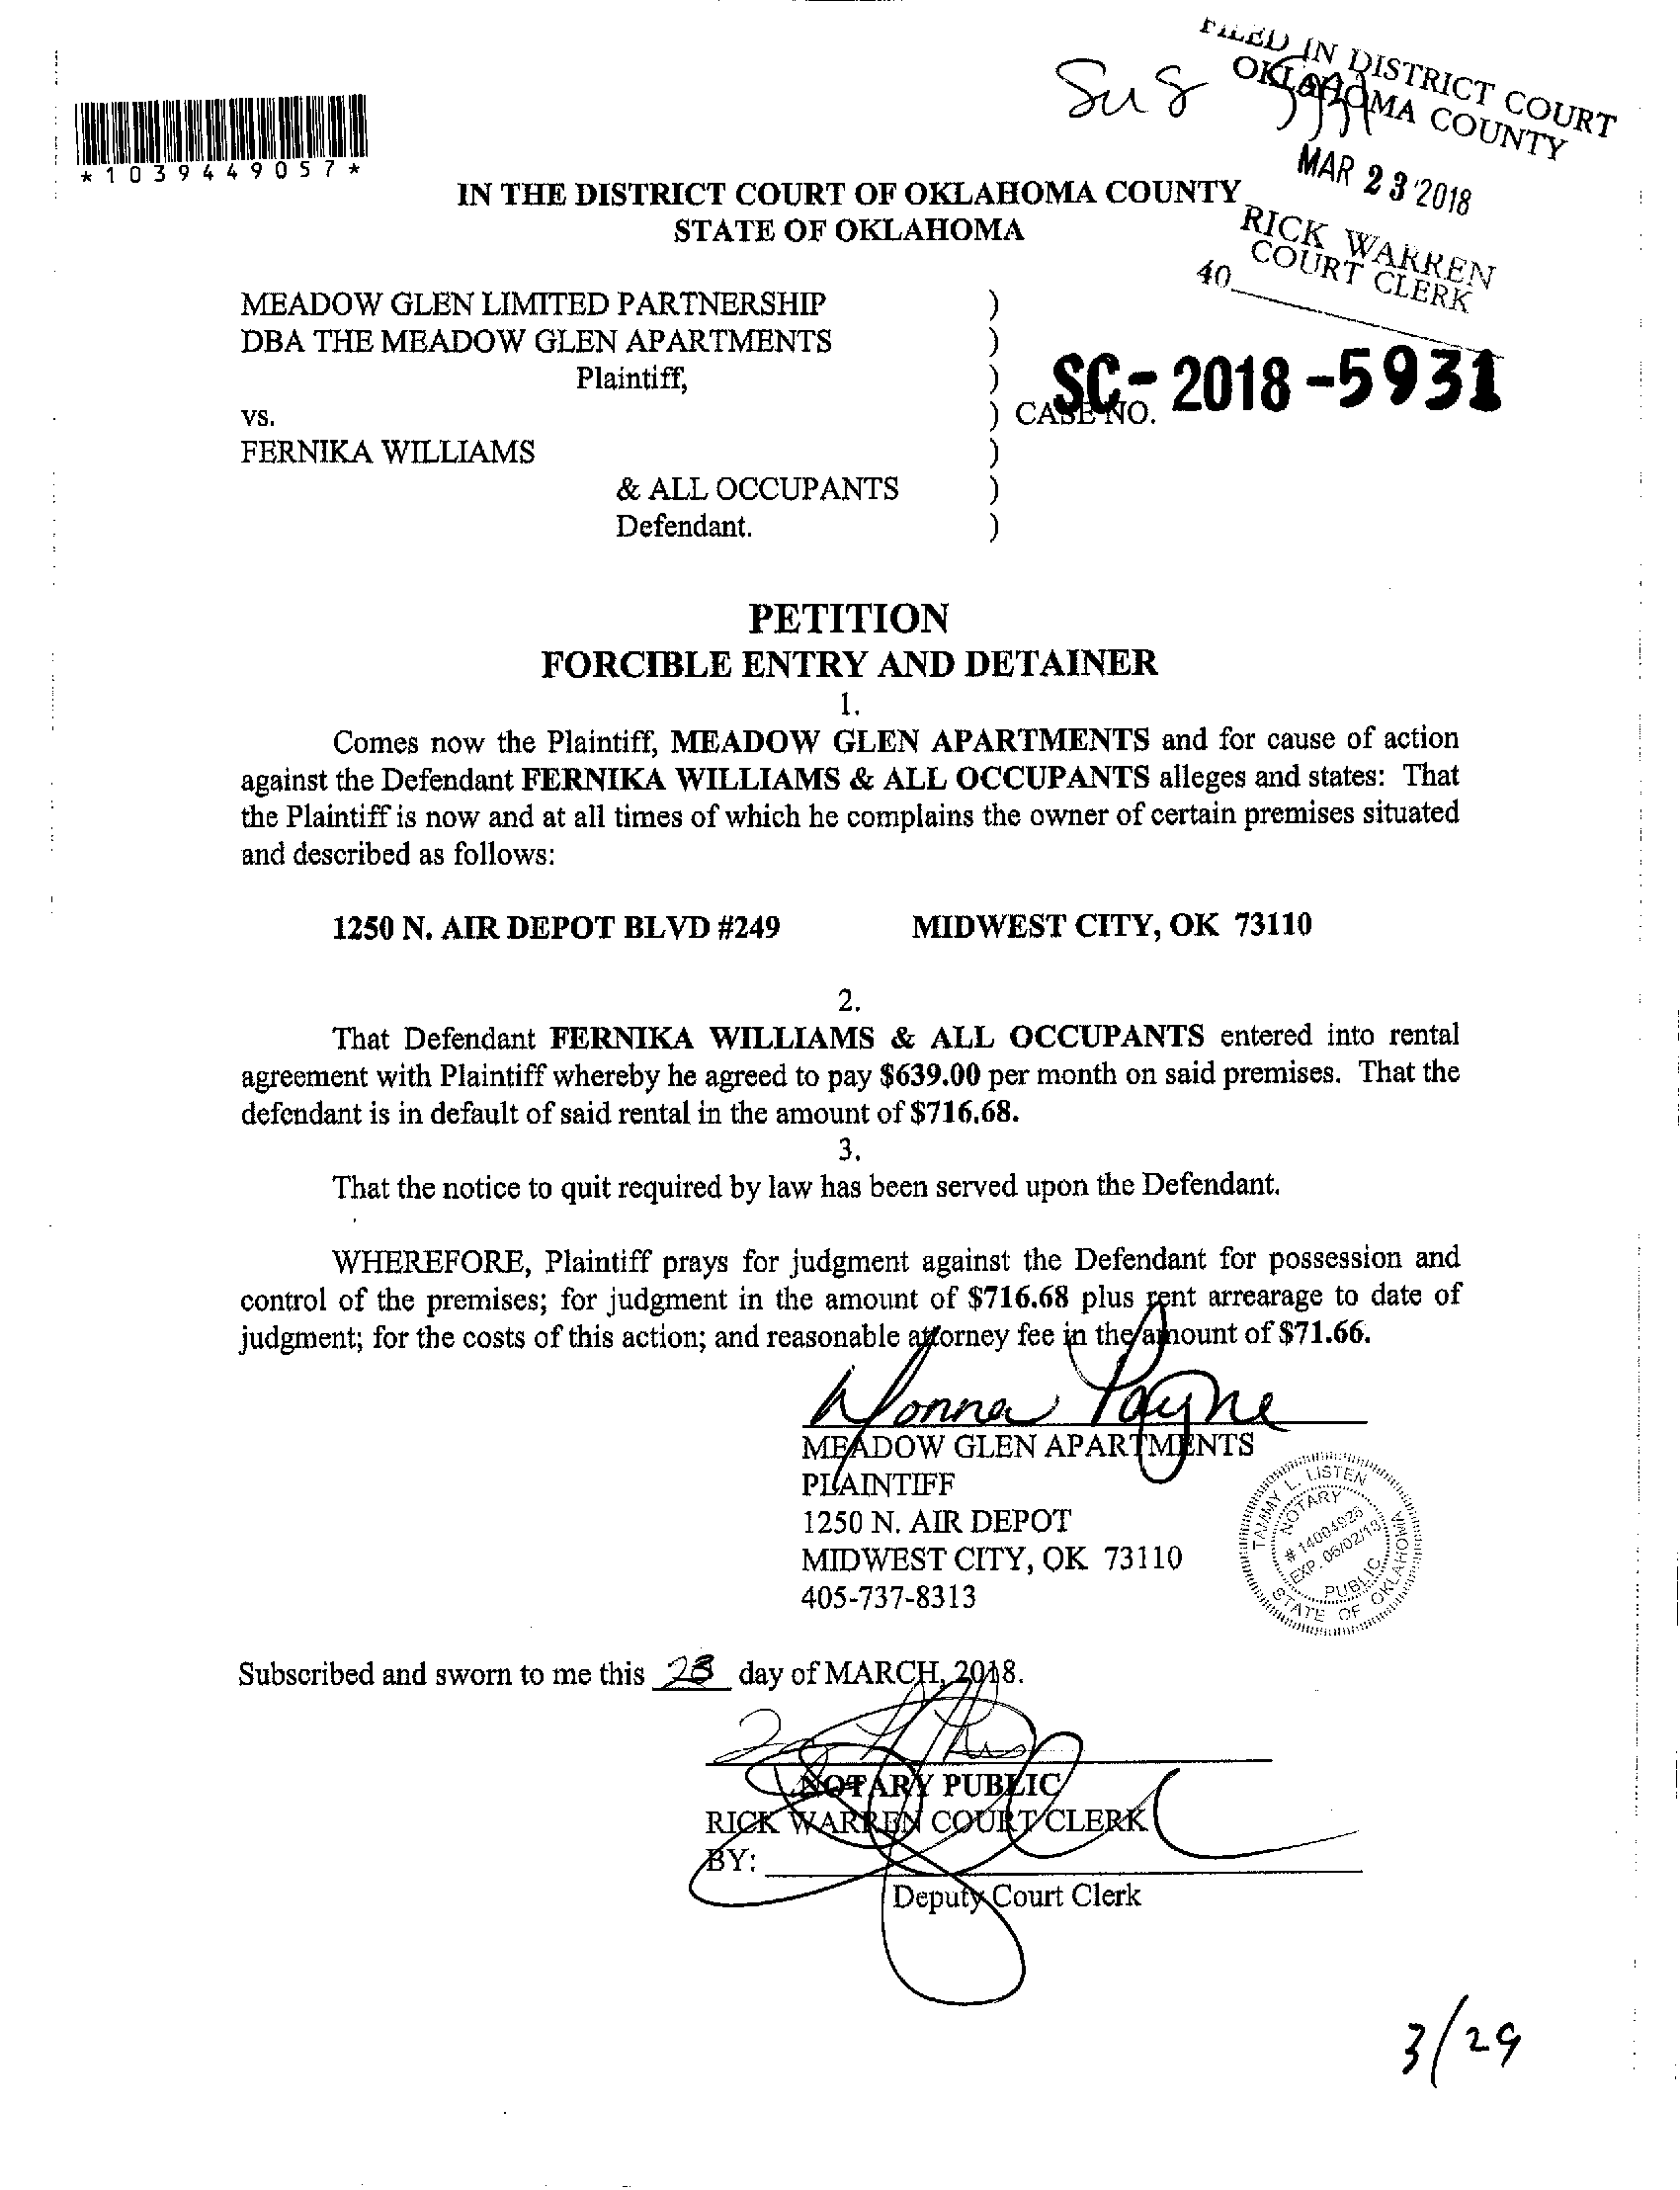 FILED IN DISTRICT COURT
OKLAHOMA COUNTY
MAR 23 2018
RICK WARREN
COURT CLERK
40
*1039449057*
IN THE DISTRICT COURT OF OKLAHOMA COUNTY
STATE OF OKLAHOMA
MEADOW GLEN LIMITED PARTNERSHIP )
DBA THE MEADOW GLEN APARTMENTS )
Plaintiff, )
vs. ) CASE NO. SC-2018-5931
FERNIKA WILLIAMS )
& ALL OCCUPANTS )
Defendant. )
PETITION
FORCIBLE ENTRY AND DETAINER
1.
Comes now the Plaintiff, MEADOW GLEN APARTMENTS and for cause of action
against the Defendant FERNIKA WILLIAMS & ALL OCCUPANTS alleges and states: That
the Plaintiff is now and at all times of which he complains the owner of certain premises situated
and described as follows:
1250 N. AIR DEPOT BLVD #249 MIDWEST CITY, OK 73110
2.
That Defendant FERNIKA WILLIAMS & ALL OCCUPANTS entered into rental
agreement with Plaintiff whereby he agreed to pay $639.00 per month on said premises. That the
defendant is in default of said rental in the amount of $716.68.
3.
That the notice to quit required by law has been served upon the Defendant.
WHEREFORE, Plaintiff prays for judgment against the Defendant for possession and
control of the premises; for judgment in the amount of $716.68 plus rent arrearage to date of
judgment; for the costs of this action; and reasonable attorney fee in the amount of $71.66.
Donna Payne
MEADOW GLEN APARTMENTS
PLAINTIFF
1250 N. AIR DEPOT
MIDWEST CITY, OK 73110
405-737-8313
TAMMY L. LISTEN
NOTARY
# 14004926
PUBLIC
STATE OF OKLAHOMA
Subscribed and sworn to me this 23 day of MARCH, 2018.
NOTARY PUBLIC
RICK WARREN COURT CLERK
BY:
Deputy Court Clerk
3/29